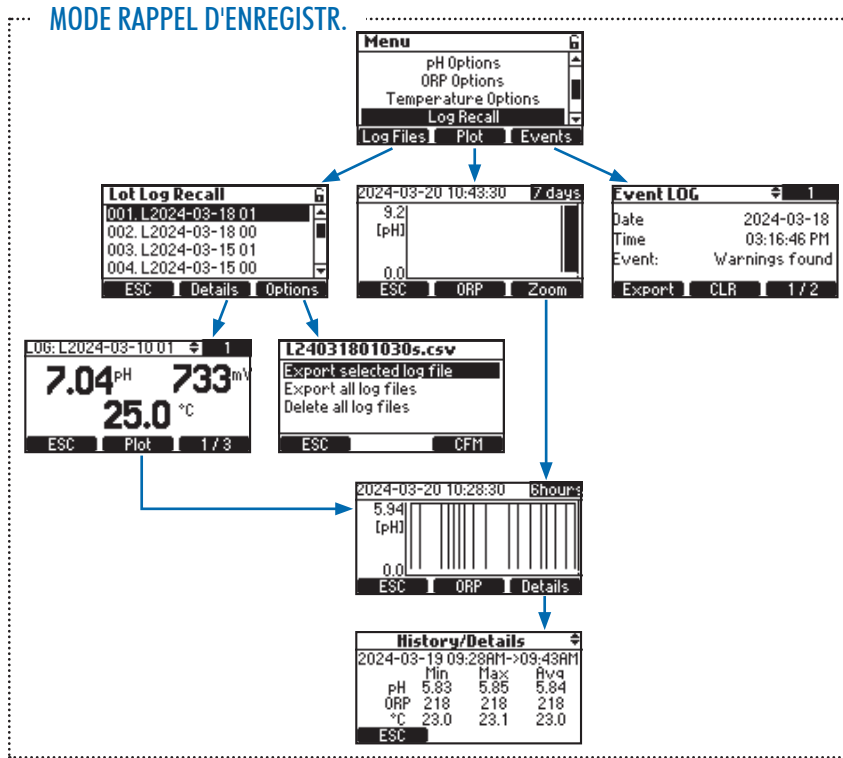 MODE RAPPEL D'ENREGISTR.
Menu
pH Options
ORP Options
Temperature Options
Log Recall
Log Files Plot Events
Lot Log Recall
001. L2024-03-18 01
002. L2024-03-18 00
003. L2024-03-15 01
004. L2024-03-15 00
ESC Details Options
2024-03-20 10:43:30 7 days
9.2
[pH]
0.0
ESC ORP Zoom
Event LOG 1
Date 2024-03-18
Time 03:16:46 PM
Event: Warnings found
Export CLR 1/2
LOG: L2024-03-10 01 1
7.04 pH 733 mV
25.0 °C
ESC Plot 1/3
L24031801030s.csv
Export selected log file
Export all log files
Delete all log files
ESC CFM
2024-03-20 10:28:30 6hours
5.94
[pH]
0.0
ESC ORP Details
History/Details
2024-03-19 09:28AM->09:43AM
Min Max Avg
pH 5.83 5.85 5.84
ORP 218 218 218
°C 23.0 23.1 23.0
ESC